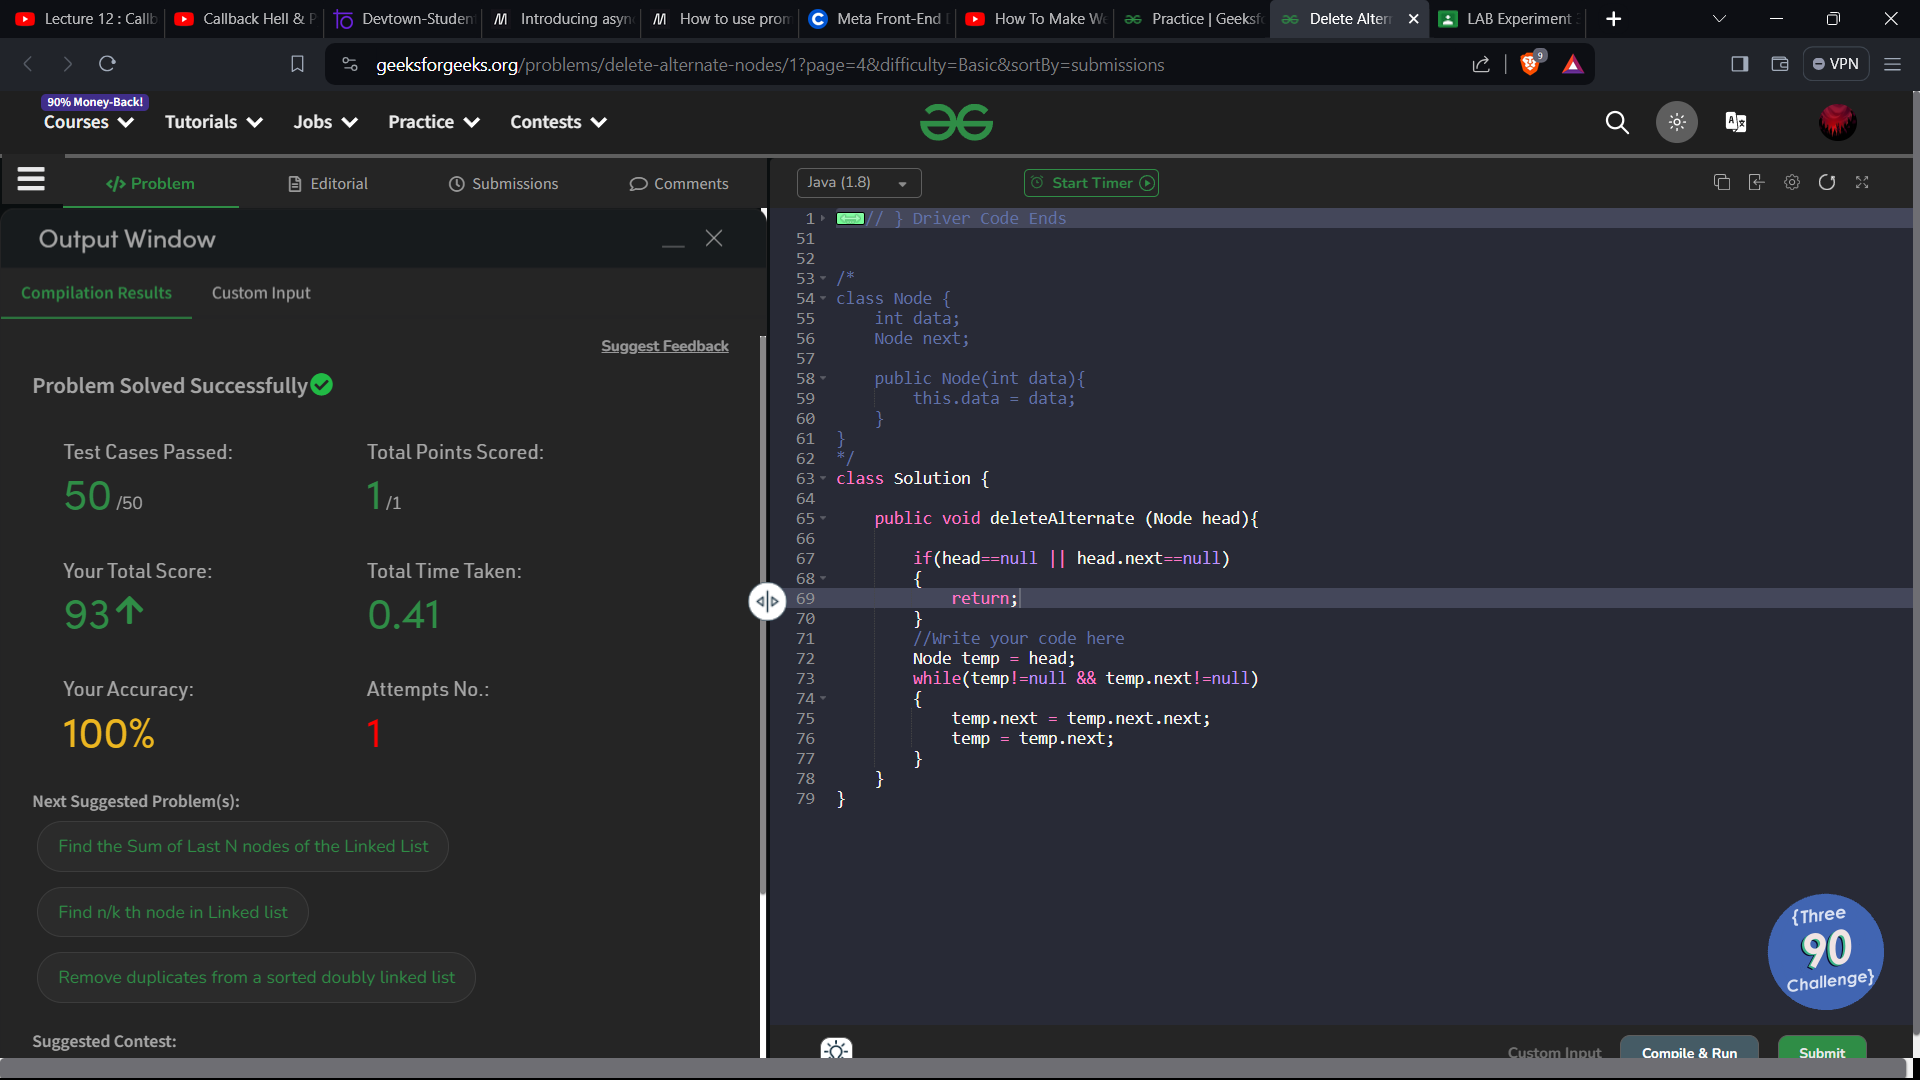 Lecture 12 : Callb
Callback Hell & P
Devtown-Student
Introducing asyn
How to use prom
Meta Front-End D
How To Make We
Practice | Geeksfo
Delete Altern
LAB Experiment 3
geeksforgeeks.org/problems/delete-alternate-nodes/1?page=4&difficulty=Basic&sortBy=submissions
9
VPN
90% Money-Back!
Courses
Tutorials
Jobs
Practice
Contests
Problem
Editorial
Submissions
Comments
Java (1.8)
Start Timer
Output Window
Compilation Results
Custom Input
Suggest Feedback
Problem Solved Successfully
Test Cases Passed:
50 /50
Total Points Scored:
1 /1
Your Total Score:
93
Total Time Taken:
0.41
Your Accuracy:
100%
Attempts No.:
1
Next Suggested Problem(s):
Find the Sum of Last N nodes of the Linked List
Find n/k th node in Linked list
Remove duplicates from a sorted doubly linked list
Suggested Contest:
1 // } Driver Code Ends
51
52
53 /*
54 class Node {
55 int data;
56 Node next;
57
58 public Node(int data){
59 this.data = data;
60 }
61 }
62 */
63 class Solution {
64
65 public void deleteAlternate (Node head){
66
67 if(head==null || head.next==null)
68 {
69 return;
70 }
71 //Write your code here
72 Node temp = head;
73 while(temp!=null && temp.next!=null)
74 {
75 temp.next = temp.next.next;
76 temp = temp.next;
77 }
78 }
79 }
{Three
90
Challenge}
Custom Input
Compile & Run
Submit